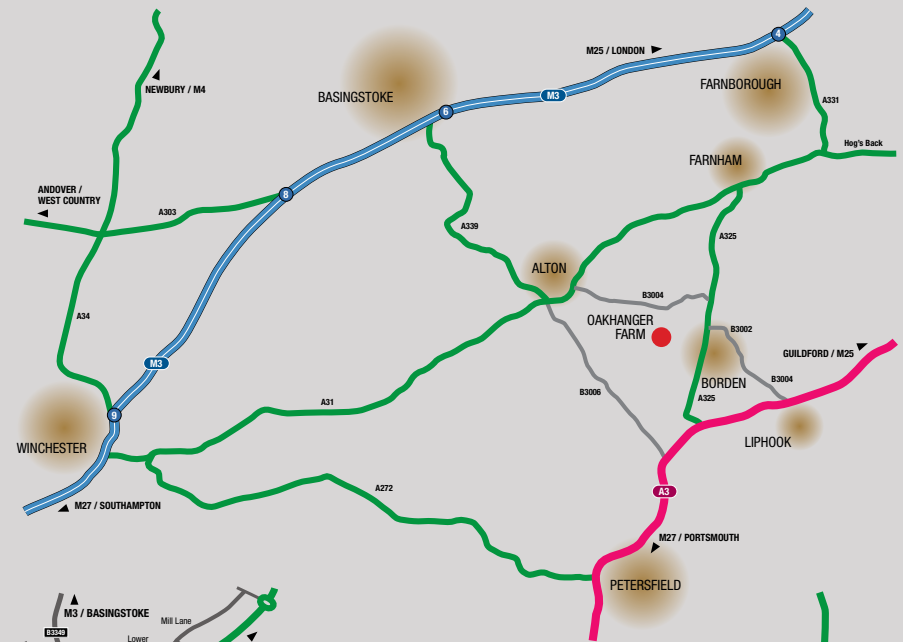 4
M25 / LONDON
FARNBOROUGH
BASINGSTOKE
NEWBURY / M4
M3
A331
6
Hog's Back
FARNHAM
ANDOVER /
WEST COUNTRY
8
A303
A339
A325
ALTON
B3004
OAKHANGER
FARM
B3002
A34
GUILDFORD / M25
M3
BORDEN
B3004
B3006
A31
A325
9
WINCHESTER
LIPHOOK
A272
A3
M27 / SOUTHAMPTON
M27 / PORTSMOUTH
PETERSFIELD
M3 / BASINGSTOKE
Mill Lane
B3349
Lower